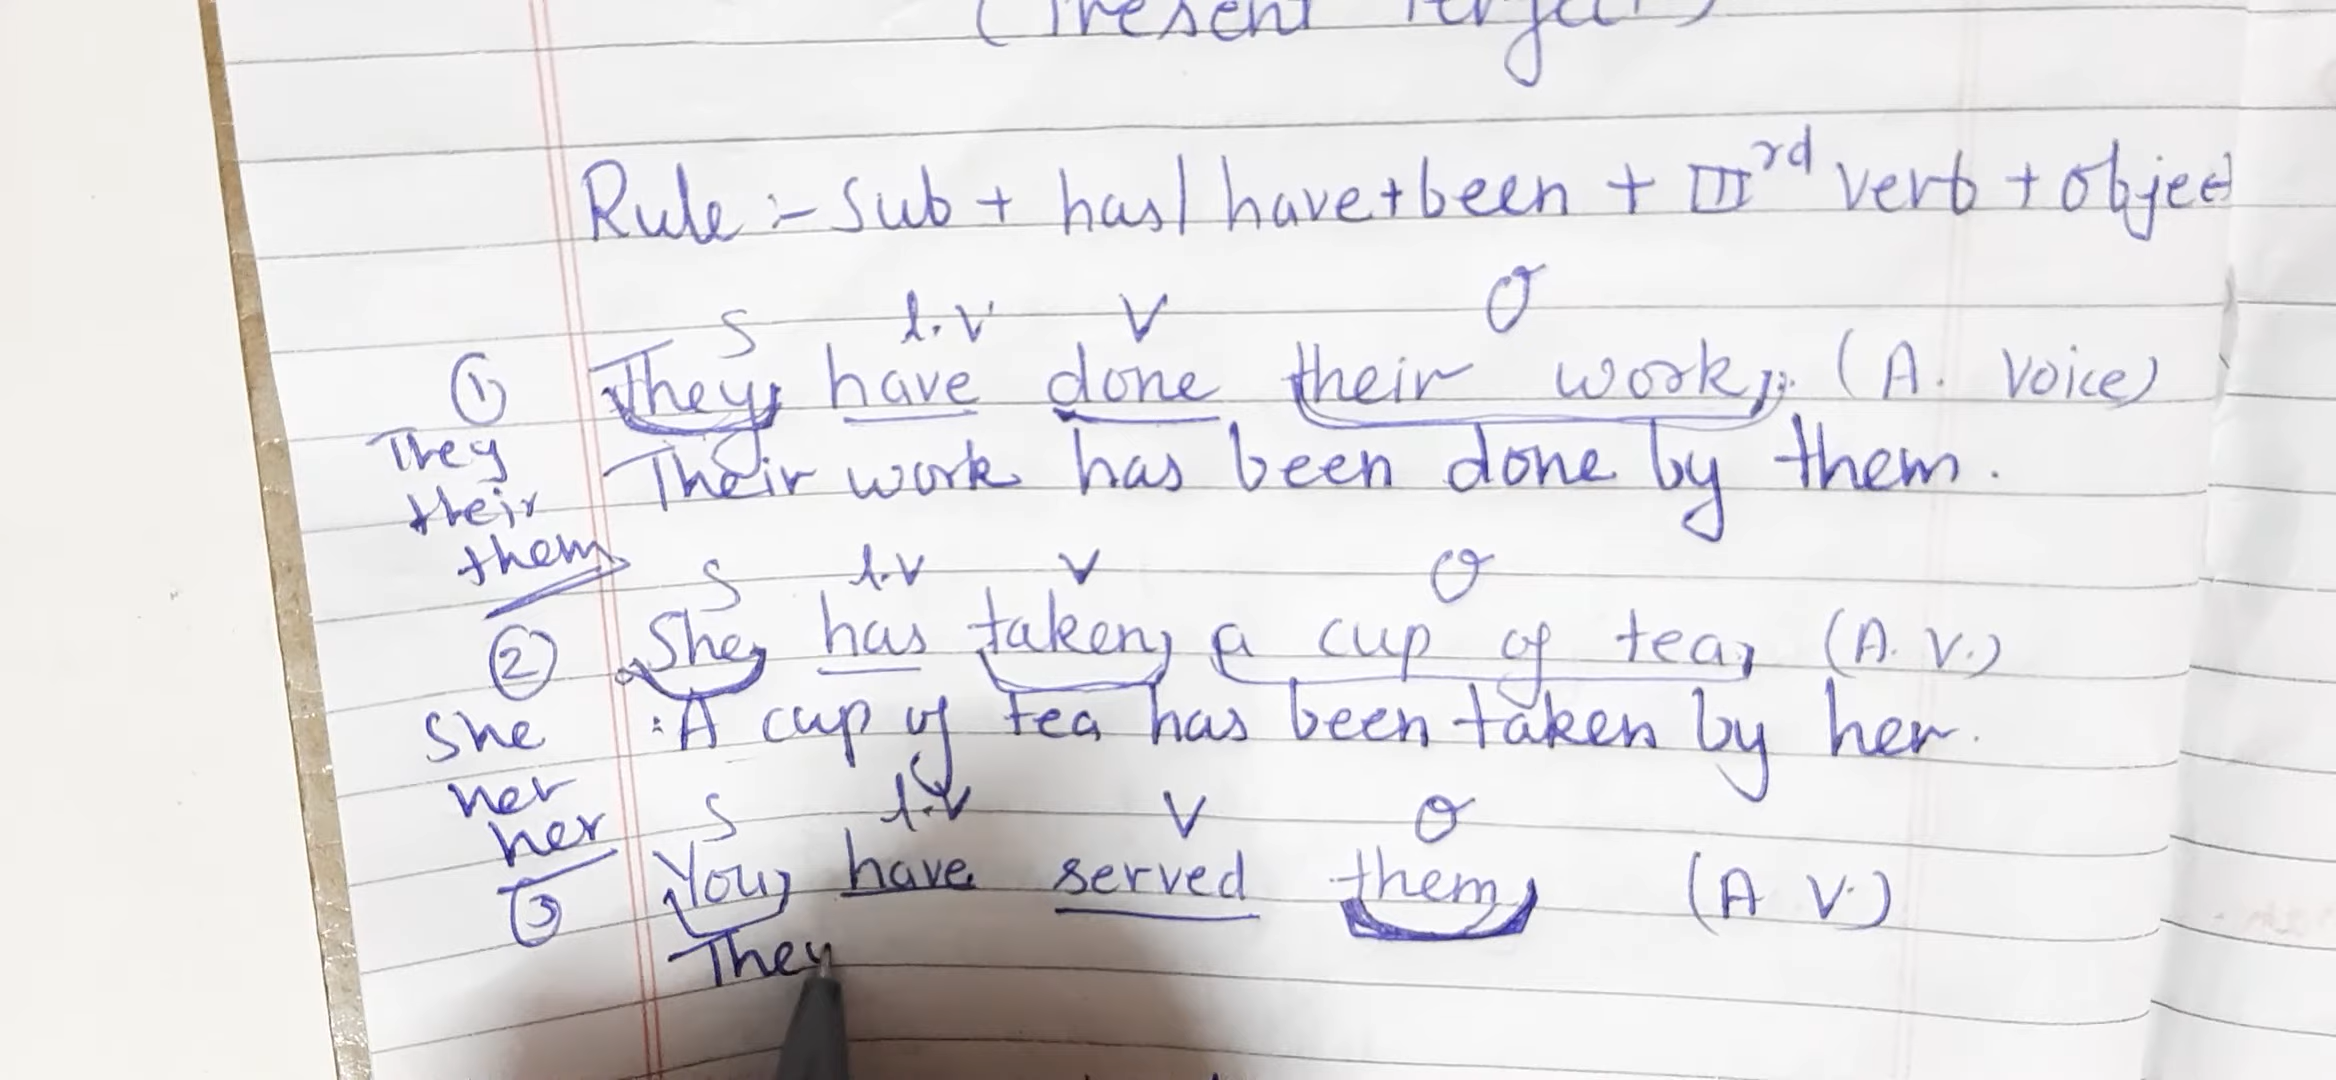 (Present Perfect)
Rule :- Sub + has/ have + been + IIIrd verb + object
S h.v V O
① They have done their work. (A. Voice)
They Their work has been done by them.
their
them
S h.v V O
② She has taken a cup of tea, (A. V.)
She : A cup of tea has been taken by her.
her
her
S h.v V O
③ You have served them (A V.)
They